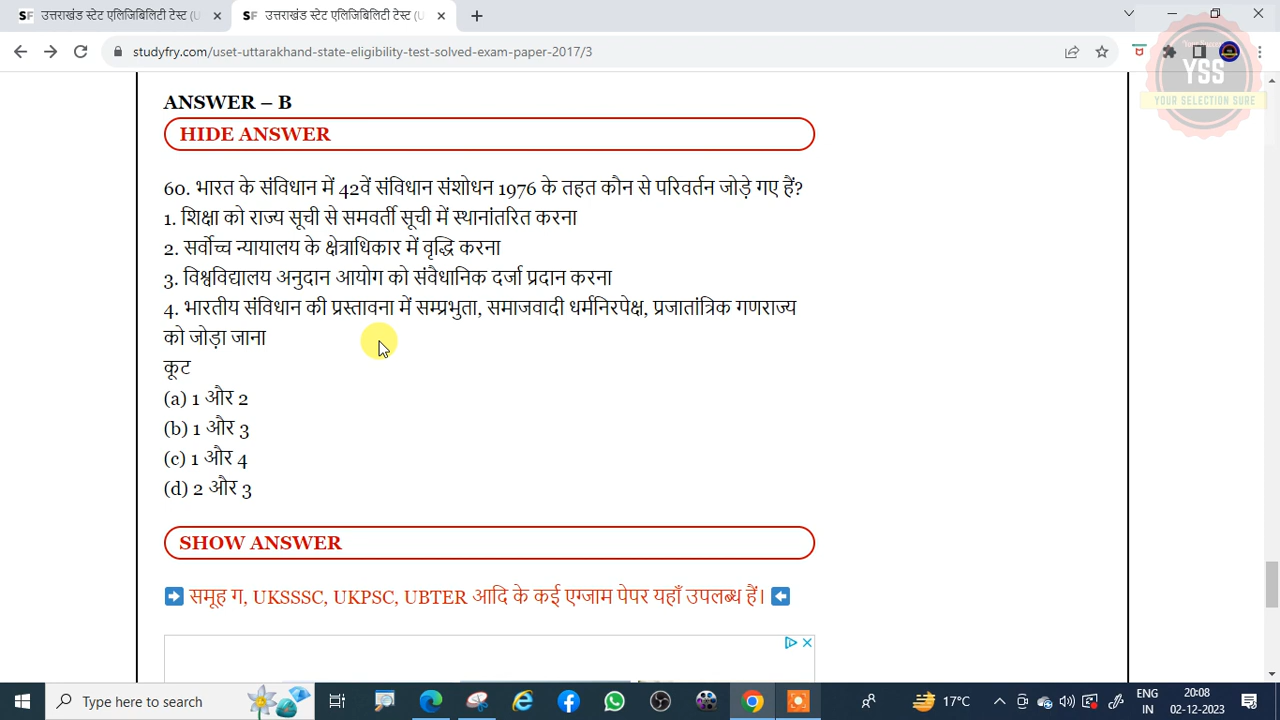 उत्तराखंड स्टेट एलिजिबिलिटी टेस्ट (U
उत्तराखंड स्टेट एलिजिबिलिटी टेस्ट (U
studyfry.com/uset-uttarakhand-state-eligibility-test-solved-exam-paper-2017/3
YSS
YOUR SELECTION SURE
ANSWER – B
HIDE ANSWER
60. भारत के संविधान में 42वें संविधान संशोधन 1976 के तहत कौन से परिवर्तन जोड़े गए हैं?
1. शिक्षा को राज्य सूची से समवर्ती सूची में स्थानांतरित करना
2. सर्वोच्च न्यायालय के क्षेत्राधिकार में वृद्धि करना
3. विश्वविद्यालय अनुदान आयोग को संवैधानिक दर्जा प्रदान करना
4. भारतीय संविधान की प्रस्तावना में सम्प्रभुता, समाजवादी धर्मनिरपेक्ष, प्रजातांत्रिक गणराज्य
को जोड़ा जाना
कूट
(a) 1 और 2
(b) 1 और 3
(c) 1 और 4
(d) 2 और 3
SHOW ANSWER
समूह ग, UKSSSC, UKPSC, UBTER आदि के कई एग्जाम पेपर यहाँ उपलब्ध हैं।
Type here to search
17°C
ENG
IN
20:08
02-12-2023